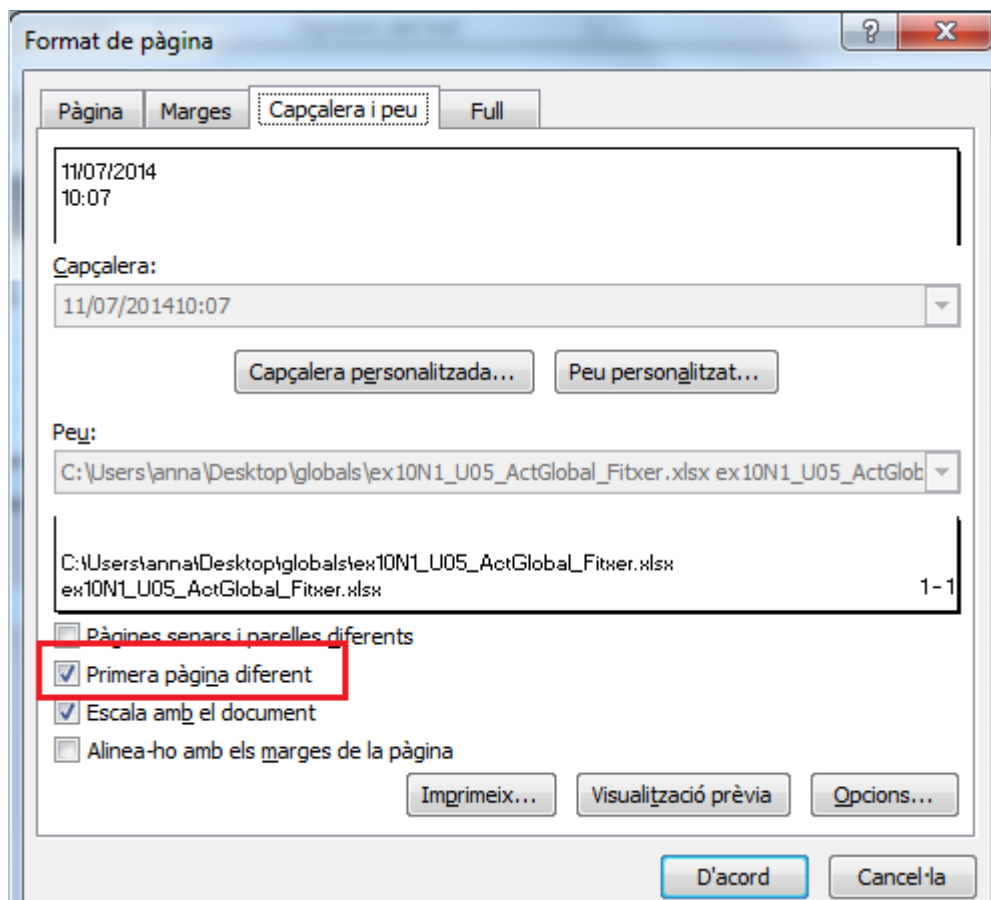 Format de pàgina
Pàgina Marges Capçalera i peu Full
11/07/2014
10:07
Capçalera:
11/07/201410:07
Capçalera personalitzada... Peu personalitzat...
Peu:
C:\Users\anna\Desktop\globals\ex10N1_U05_ActGlobal_Fitxer.xlsx ex10N1_U05_ActGlob
C:\Users\anna\Desktop\globals\ex10N1_U05_ActGlobal_Fitxer.xlsx
ex10N1_U05_ActGlobal_Fitxer.xlsx 1-1
Pàgines senars i parelles diferents
Primera pàgina diferent
Escala amb el document
Alinea-ho amb els marges de la pàgina
Imprimeix... Visualització prèvia Opcions...
D'acord Cancel·la